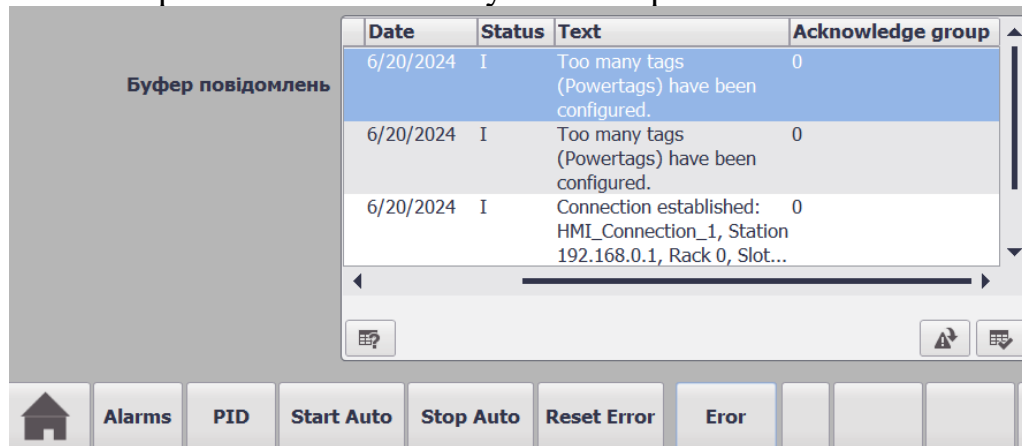 Date Status Text Acknowledge group
Буфер повідомлень
6/20/2024 I Too many tags 0
(Powertags) have been
configured.
6/20/2024 I Too many tags 0
(Powertags) have been
configured.
6/20/2024 I Connection established: 0
HMI_Connection_1, Station
192.168.0.1, Rack 0, Slot...
Alarms PID Start Auto Stop Auto Reset Error Eror